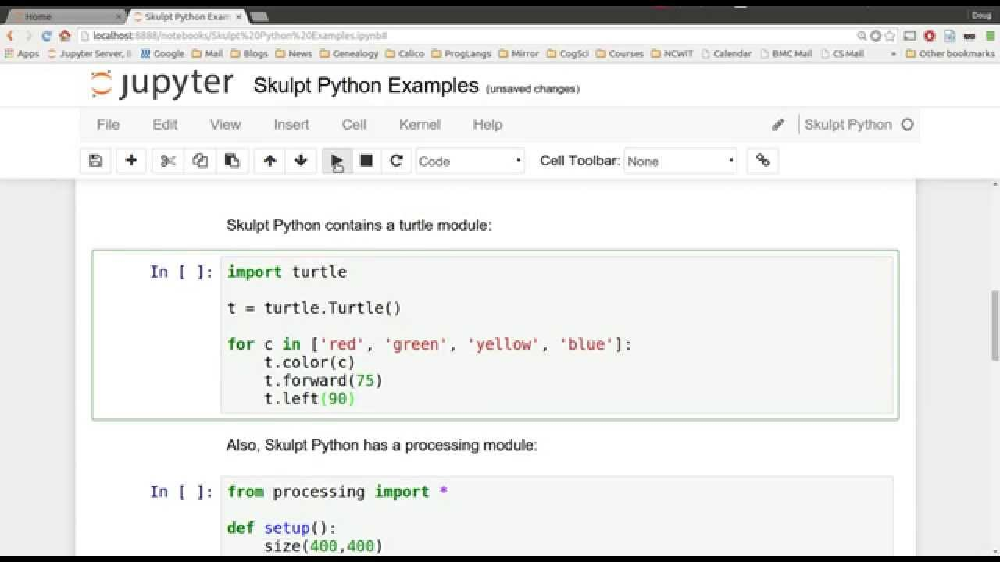 Home
Skulpt Python Exam
Doug
localhost:8888/notebooks/Skulpt%20Python%20Examples.ipynb#
Apps Jupyter Server, I Google Mail Blogs News Genealogy Calico ProgLangs Mirror CogSci Courses NCWIT Calendar BMC Mail CS Mail » Other bookmarks
jupyter Skulpt Python Examples (unsaved changes)
File Edit View Insert Cell Kernel Help Skulpt Python
Code Cell Toolbar: None
Skulpt Python contains a turtle module:
In [ ]: import turtle
t = turtle.Turtle()
for c in ['red', 'green', 'yellow', 'blue']:
t.color(c)
t.forward(75)
t.left(90)
Also, Skulpt Python has a processing module:
In [ ]: from processing import *
def setup():
size(400,400)